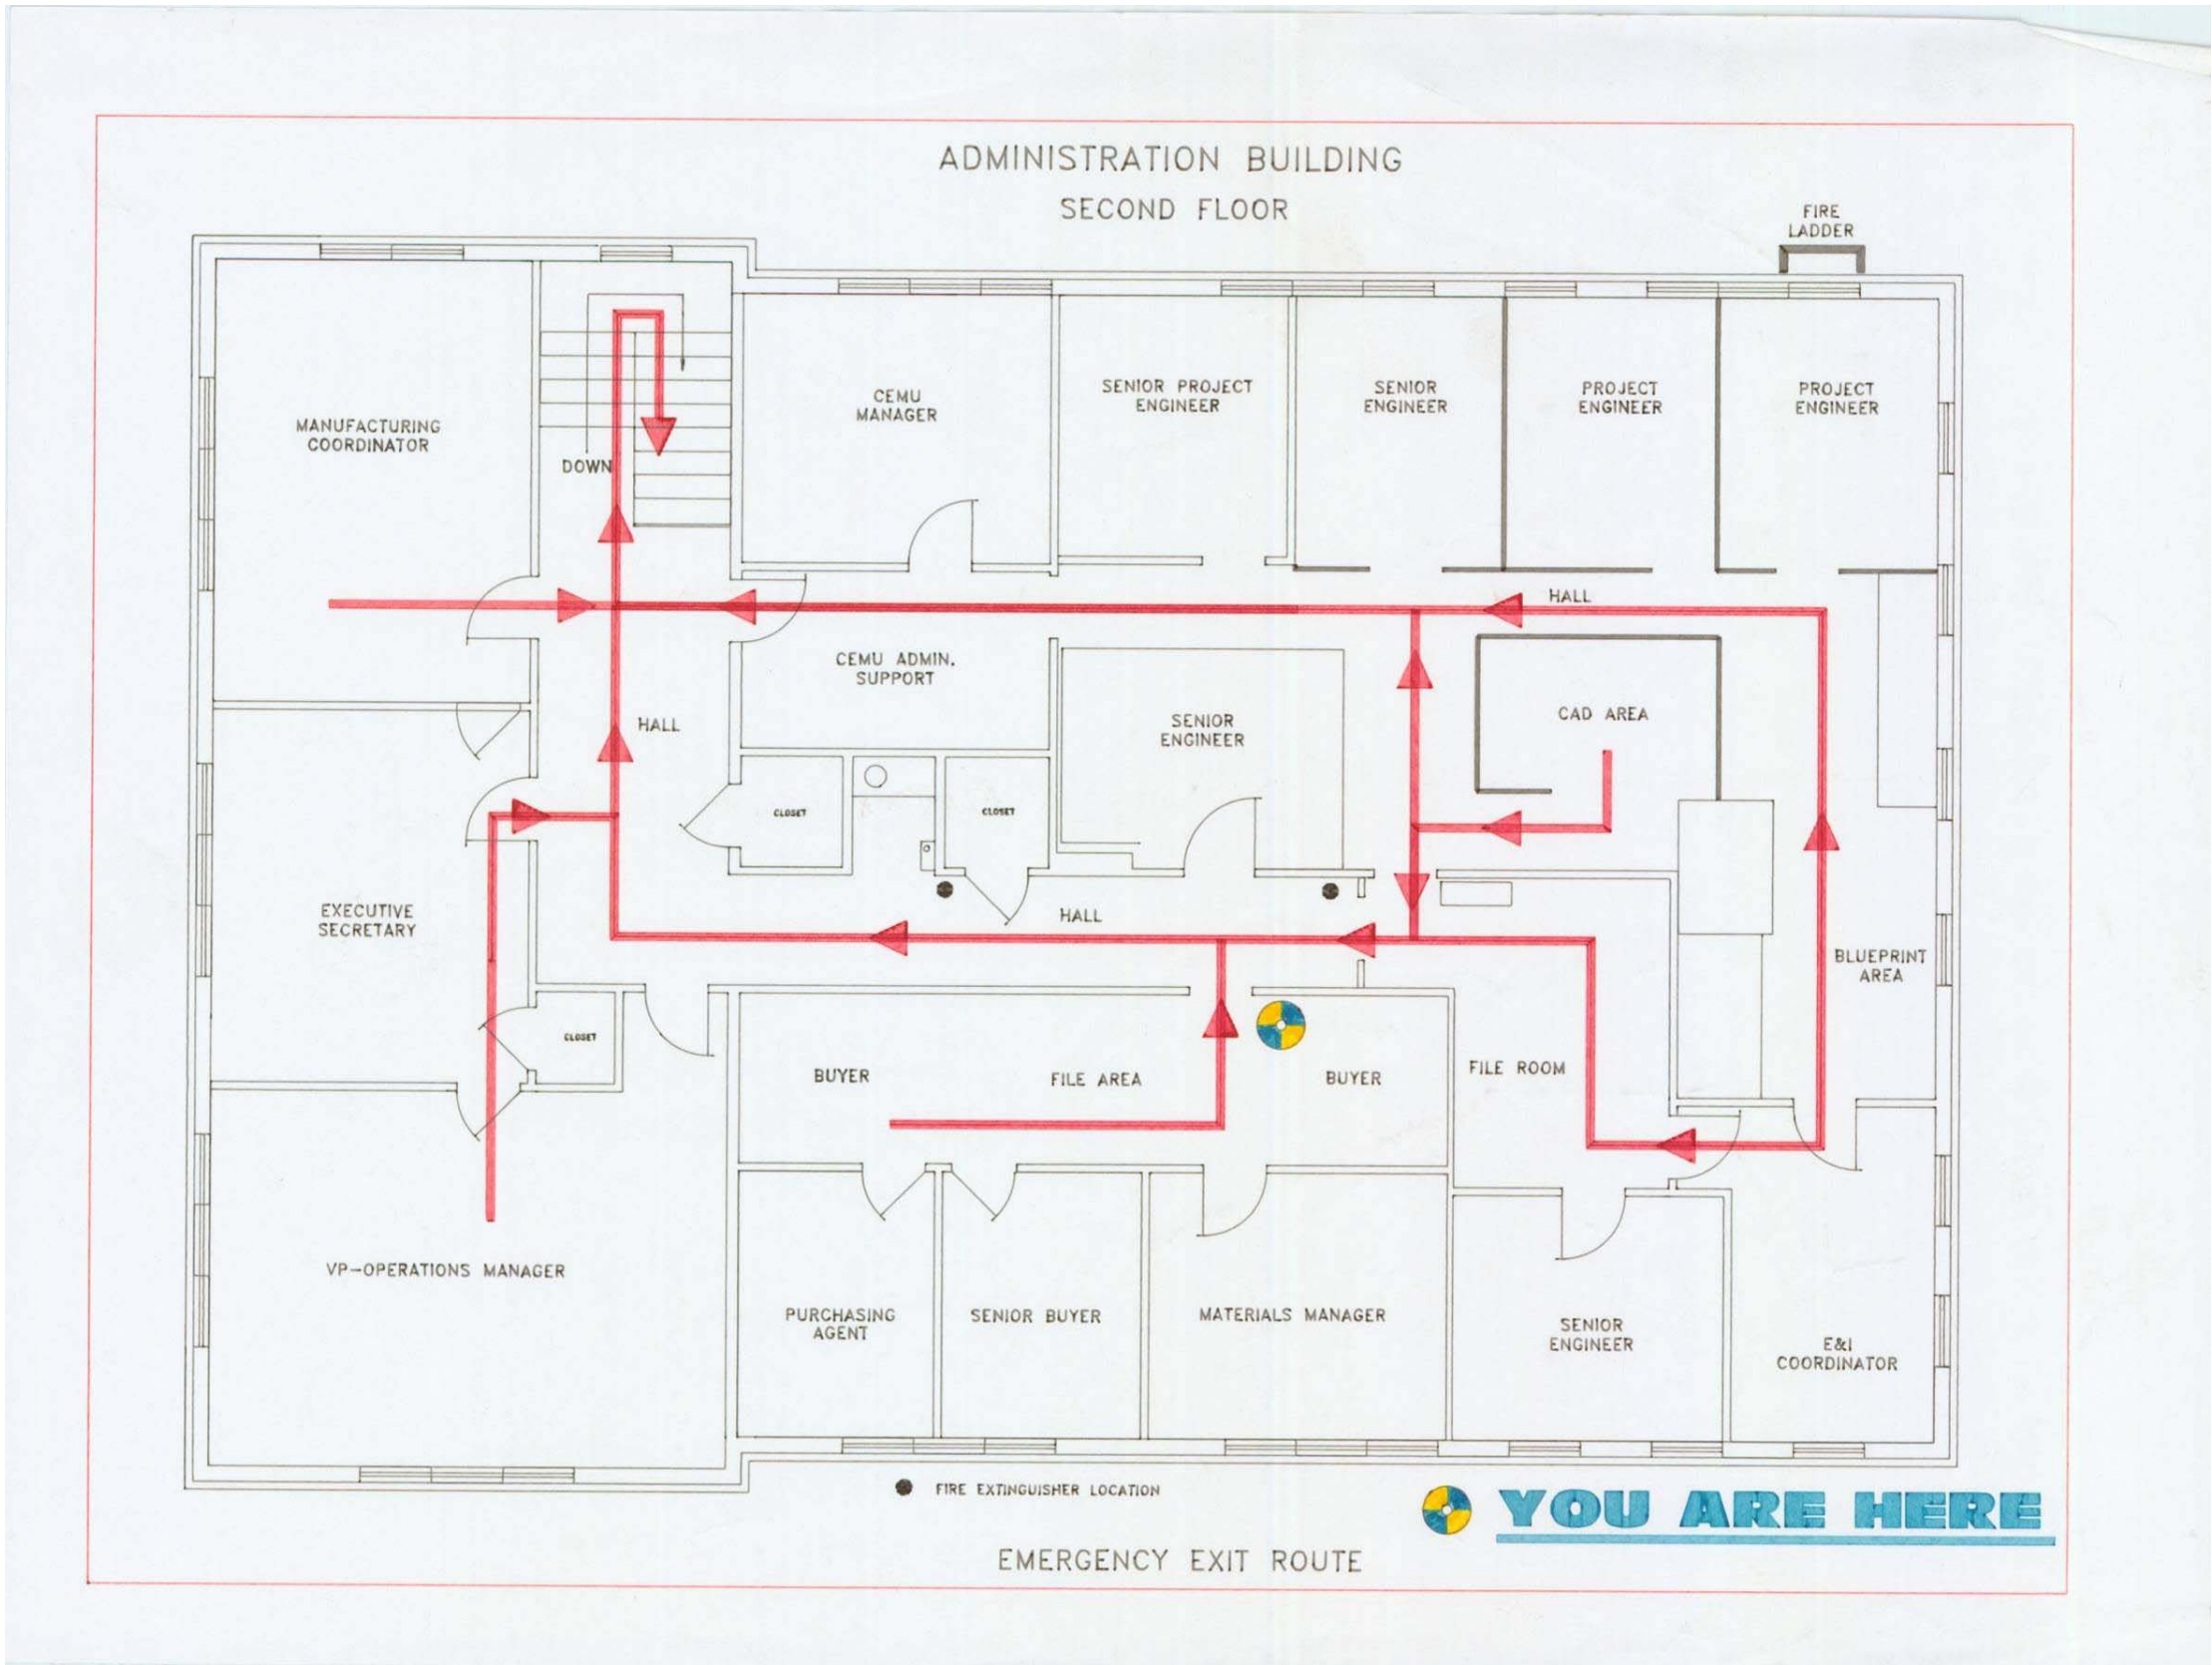 ADMINISTRATION BUILDING
SECOND FLOOR
FIRE
LADDER
MANUFACTURING
COORDINATOR
DOWN
CEMU
MANAGER
SENIOR PROJECT
ENGINEER
SENIOR
ENGINEER
PROJECT
ENGINEER
PROJECT
ENGINEER
HALL
CEMU ADMIN.
SUPPORT
HALL
SENIOR
ENGINEER
CAD AREA
CLOSET
CLOSET
EXECUTIVE
SECRETARY
HALL
BLUEPRINT
AREA
CLOSET
BUYER
FILE AREA
BUYER
FILE ROOM
VP-OPERATIONS MANAGER
PURCHASING
AGENT
SENIOR BUYER
MATERIALS MANAGER
SENIOR
ENGINEER
E&I
COORDINATOR
FIRE EXTINGUISHER LOCATION
YOU ARE HERE
EMERGENCY EXIT ROUTE